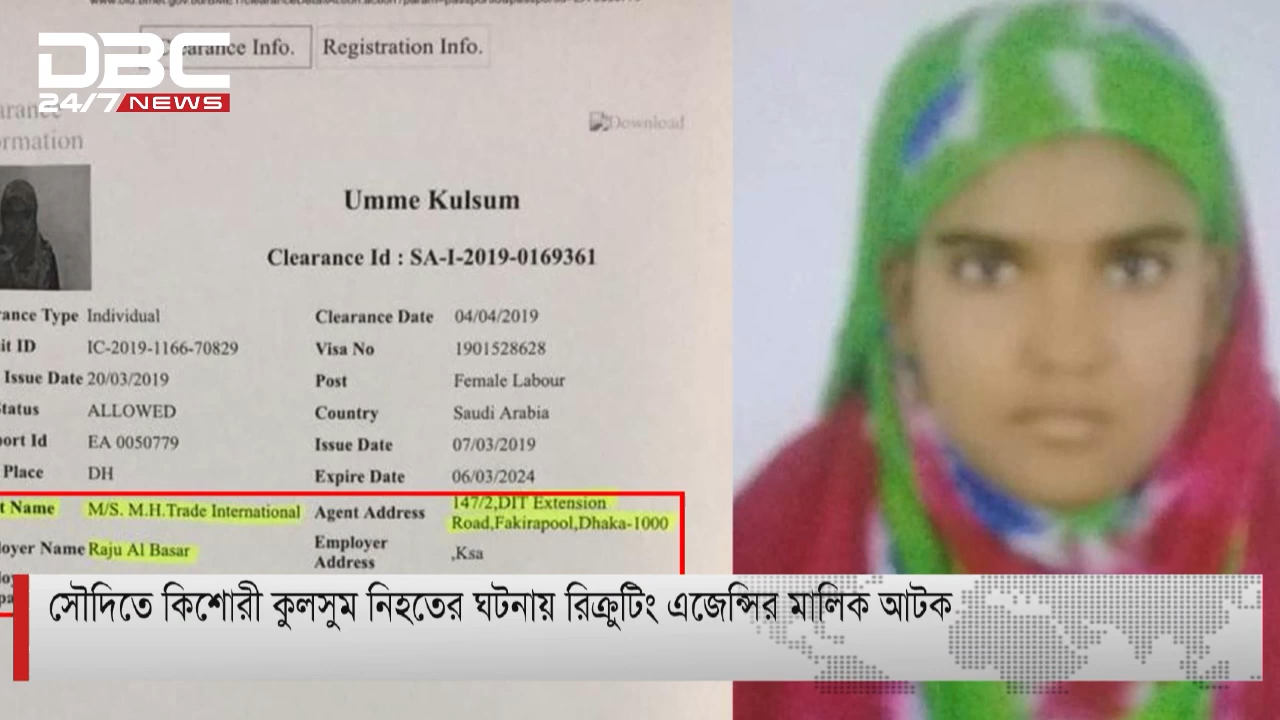 DBC
24/7 NEWS
Clearance Info. Registration Info.
Download
Umme Kulsum
Clearance Id : SA-I-2019-0169361
Individual Clearance Date 04/04/2019
IC-2019-1166-70829 Visa No 1901528628
Issue Date 20/03/2019 Post Female Labour
ALLOWED Country Saudi Arabia
EA 0050779 Issue Date 07/03/2019
Place DH Expire Date 06/03/2024
Name M/S. M.H.Trade International Agent Address 147/2,DIT Extension
Road,Fakirapool,Dhaka-1000
Name Raju Al Basar Employer Address ,Ksa
সৌদিতে কিশোরী কুলসুম নিহতের ঘটনায় রিক্রুটিং এজেন্সির মালিক আটক